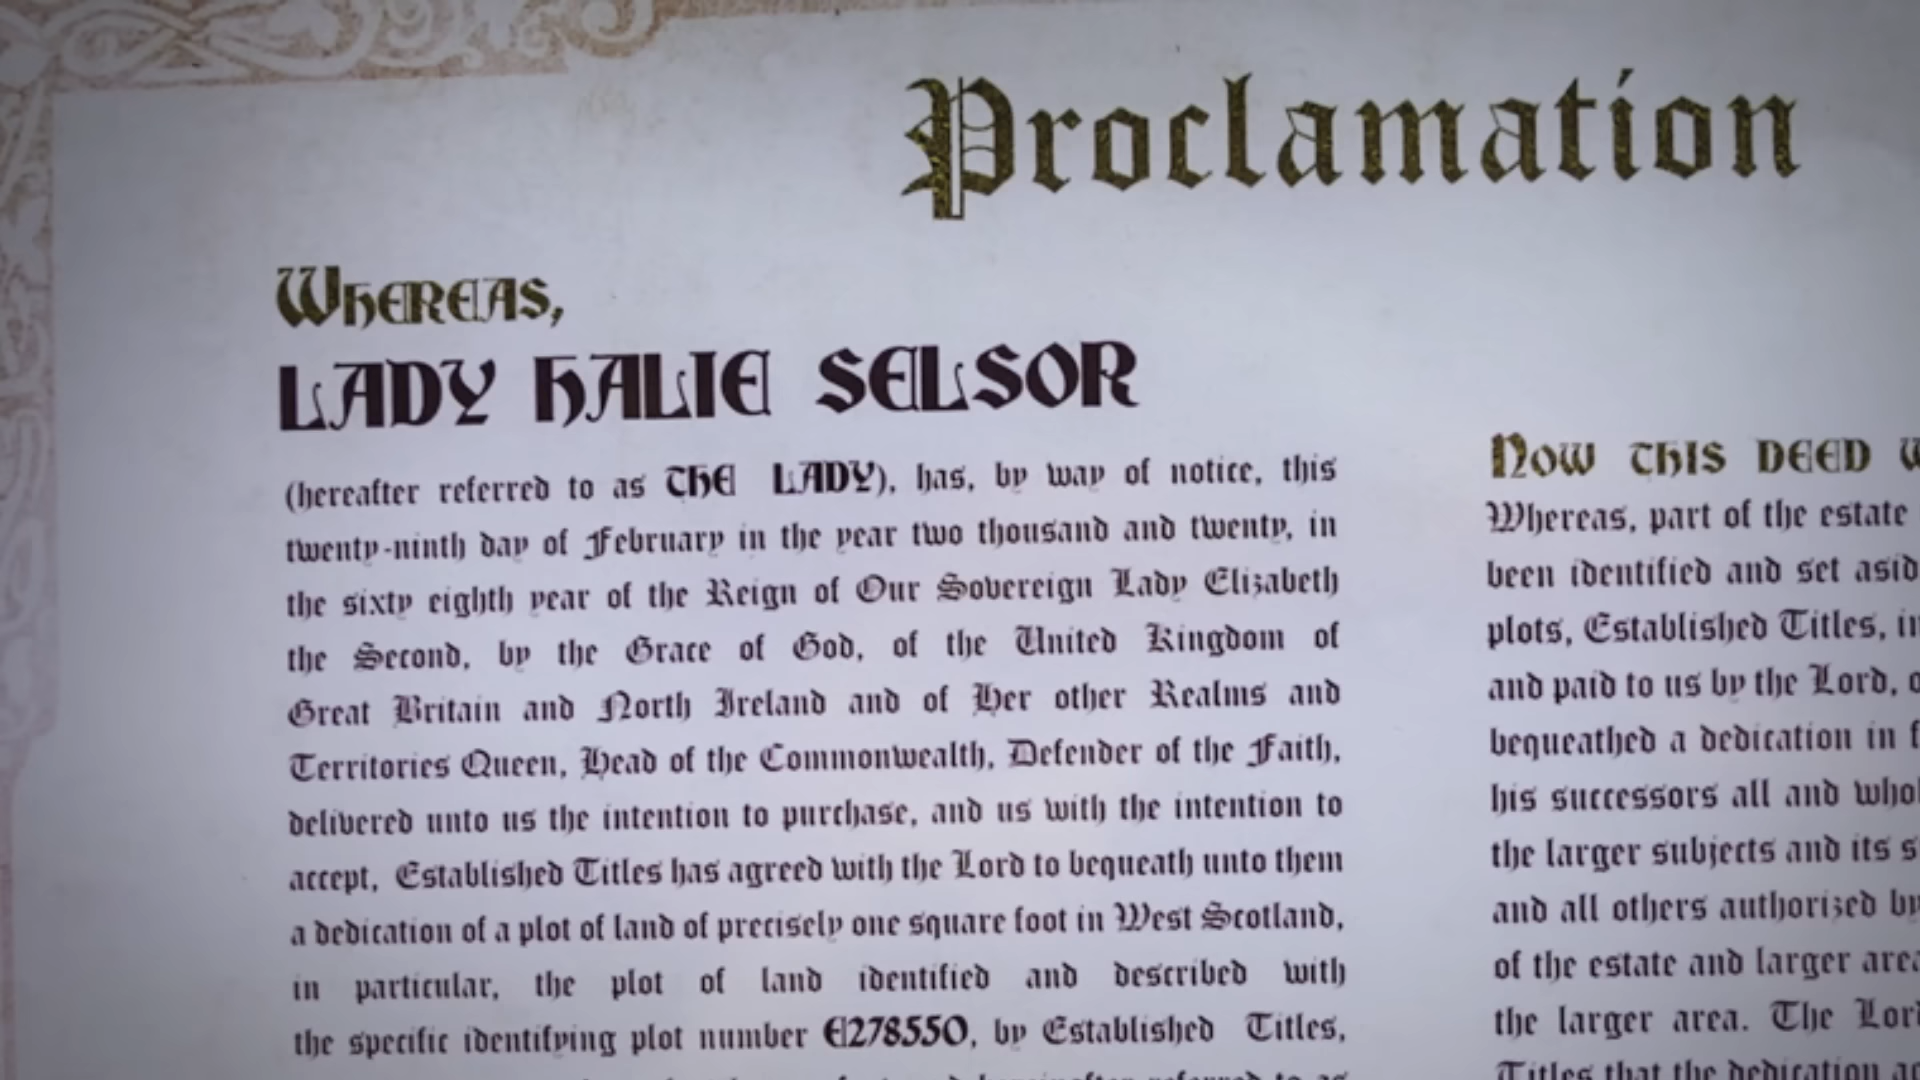 Proclamation
Whereas,
LADY HALIE SELSOR
(hereafter referred to as THE LADY), has, by way of notice, this
twenty-ninth day of February in the year two thousand and twenty, in
the sixty eighth year of the Reign of Our Sovereign Lady Elizabeth
the Second, by the Grace of God, of the United Kingdom of
Great Britain and North Ireland and of Her other Realms and
Territories Queen, Head of the Commonwealth, Defender of the Faith,
delivered unto us the intention to purchase, and us with the intention to
accept, Established Titles has agreed with the Lord to bequeath unto them
a dedication of a plot of land of precisely one square foot in West Scotland,
in particular, the plot of land identified and described with
the specific identifying plot number E278550, by Established Titles,
referred to as
Now this deed
Whereas, part of the estate
been identified and set
plots, Established Titles,
and paid to us by the Lord,
bequeathed a dedication in
his successors all and
the larger subjects and its
and all others authorized
of the estate and larger
the larger area. The
Titles that the dedication